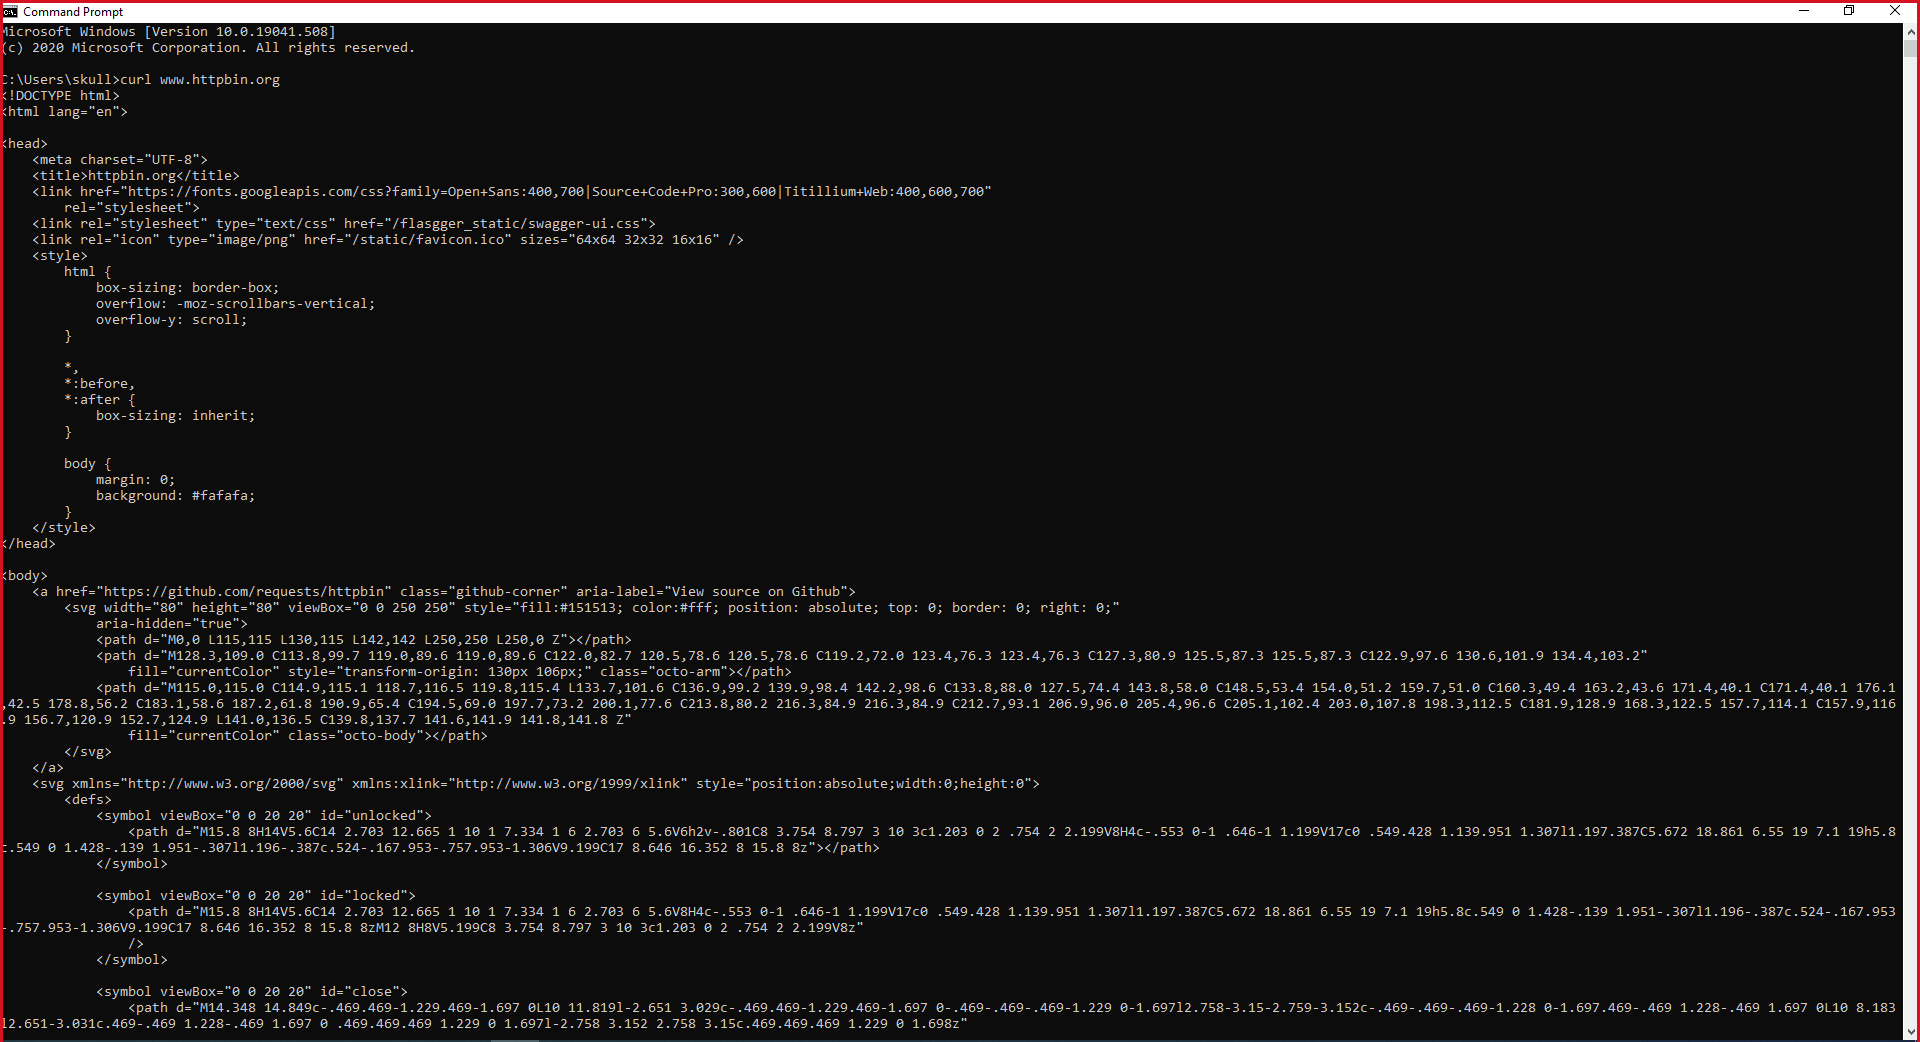 Command Prompt
Microsoft Windows [Version 10.0.19041.508]
(c) 2020 Microsoft Corporation. All rights reserved.
C:\Users\skull>curl www.httpbin.org
<!DOCTYPE html>
<html lang="en">
<head>
    <meta charset="UTF-8">
    <title>httpbin.org</title>
    <link href="https://fonts.googleapis.com/css?family=Open+Sans:400,700|Source+Code+Pro:300,600|Titillium+Web:400,600,700"
        rel="stylesheet">
    <link rel="stylesheet" type="text/css" href="/flasgger_static/swagger-ui.css">
    <link rel="icon" type="image/png" href="/static/favicon.ico" sizes="64x64 32x32 16x16" />
    <style>
        html {
            box-sizing: border-box;
            overflow: -moz-scrollbars-vertical;
            overflow-y: scroll;
        }
        *,
        *:before,
        *:after {
            box-sizing: inherit;
        }
        body {
            margin: 0;
            background: #fafafa;
        }
    </style>
</head>
<body>
    <a href="https://github.com/requests/httpbin" class="github-corner" aria-label="View source on Github">
        <svg width="80" height="80" viewBox="0 0 250 250" style="fill:#151513; color:#fff; position: absolute; top: 0; border: 0; right: 0;"
            aria-hidden="true">
            <path d="M0,0 L115,115 L130,115 L142,142 L250,250 L250,0 Z"></path>
            <path d="M128.3,109.0 C113.8,99.7 119.0,89.6 119.0,89.6 C122.0,82.7 120.5,78.6 120.5,78.6 C119.2,72.0 123.4,76.3 123.4,76.3 C127.3,80.9 125.5,87.3 125.5,87.3 C122.9,97.6 130.6,101.9 134.4,103.2"
                fill="currentColor" style="transform-origin: 130px 106px;" class="octo-arm"></path>
            <path d="M115.0,115.0 C114.9,115.1 118.7,116.5 119.8,115.4 L133.7,101.6 C136.9,99.2 139.9,98.4 142.2,98.6 C133.8,88.0 127.5,74.4 143.8,58.0 C148.5,53.4 154.0,51.2 159.7,51.0 C160.3,49.4 163.2,43.6 171.4,40.1 C171.4,40.1 176.1
,42.5 178.8,56.2 C183.1,58.6 187.2,61.8 190.9,65.4 C194.5,69.0 197.7,73.2 200.1,77.6 C213.8,80.2 216.3,84.9 216.3,84.9 C212.7,93.1 206.9,96.0 205.4,96.6 C205.1,102.4 203.0,107.8 198.3,112.5 C181.9,128.9 168.3,122.5 157.7,114.1 C157.9,116
.9 156.7,120.9 152.7,124.9 L141.0,136.5 C139.8,137.7 141.6,141.9 141.8,141.8 Z"
                fill="currentColor" class="octo-body"></path>
        </svg>
    </a>
    <svg xmlns="http://www.w3.org/2000/svg" xmlns:xlink="http://www.w3.org/1999/xlink" style="position:absolute;width:0;height:0">
        <defs>
            <symbol viewBox="0 0 20 20" id="unlocked">
                <path d="M15.8 8H14V5.6C14 2.703 12.665 1 10 1 7.334 1 6 2.703 6 5.6V6h2v-.801C8 3.754 8.797 3 10 3c1.203 0 2 .754 2 2.199V8H4c-.553 0-1 .646-1 1.199V17c0 .549.428 1.139.951 1.307l1.197.387C5.672 18.861 6.55 19 7.1 19h5.8
c.549 0 1.428-.139 1.951-.307l1.196-.387c.524-.167.953-.757.953-1.306V9.199C17 8.646 16.352 8 15.8 8z"></path>
            </symbol>
            <symbol viewBox="0 0 20 20" id="locked">
                <path d="M15.8 8H14V5.6C14 2.703 12.665 1 10 1 7.334 1 6 2.703 6 5.6V8H4c-.553 0-1 .646-1 1.199V17c0 .549.428 1.139.951 1.307l1.197.387C5.672 18.861 6.55 19 7.1 19h5.8c.549 0 1.428-.139 1.951-.307l1.196-.387c.524-.167.953
-.757.953-1.306V9.199C17 8.646 16.352 8 15.8 8zM12 8H8V5.199C8 3.754 8.797 3 10 3c1.203 0 2 .754 2 2.199V8z"
                />
            </symbol>
            <symbol viewBox="0 0 20 20" id="close">
                <path d="M14.348 14.849c-.469.469-1.229.469-1.697 0L10 11.819l-2.651 3.029c-.469.469-1.229.469-1.697 0-.469-.469-.469-1.229 0-1.697l2.758-3.15-2.759-3.152c-.469-.469-.469-1.228 0-1.697.469-.469 1.228-.469 1.697 0L10 8.183
l2.651-3.031c.469-.469 1.228-.469 1.697 0 .469.469.469 1.229 0 1.697l-2.758 3.152 2.758 3.15c.469.469.469 1.229 0 1.698z"